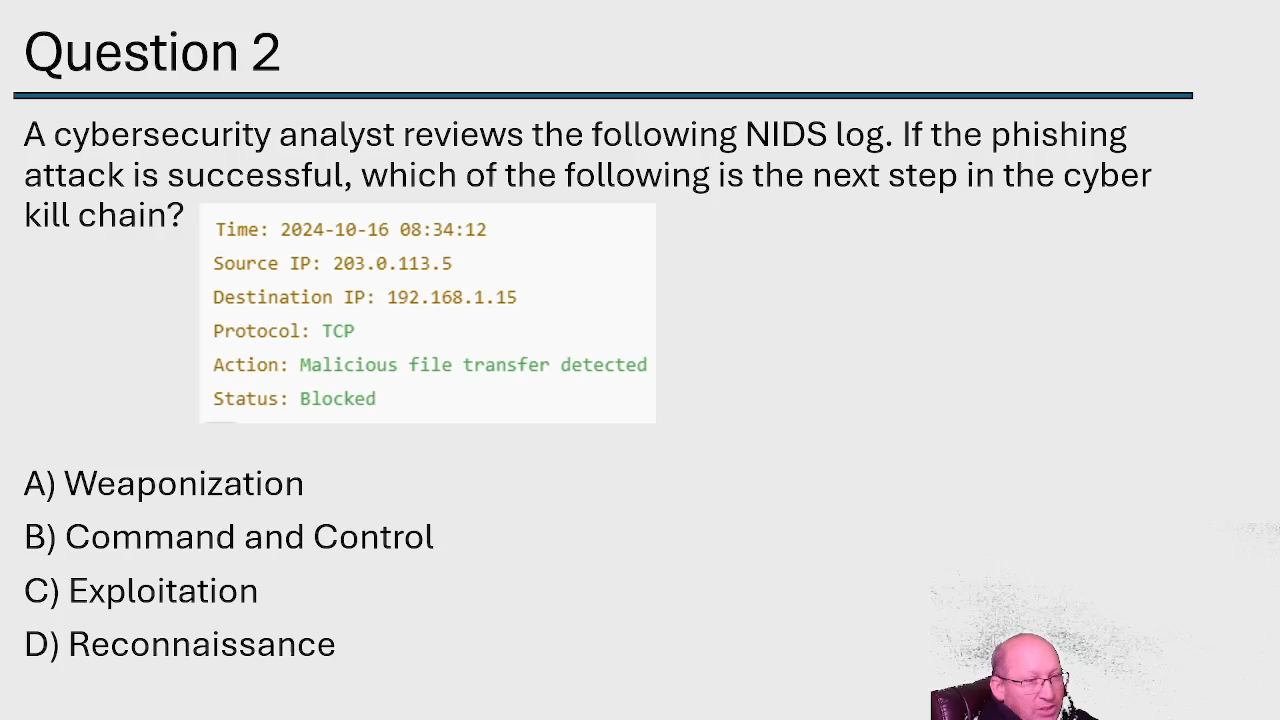 Question 2
A cybersecurity analyst reviews the following NIDS log. If the phishing
attack is successful, which of the following is the next step in the cyber
kill chain?
Time: 2024-10-16 08:34:12
Source IP: 203.0.113.5
Destination IP: 192.168.1.15
Protocol: TCP
Action: Malicious file transfer detected
Status: Blocked
A) Weaponization
B) Command and Control
C) Exploitation
D) Reconnaissance